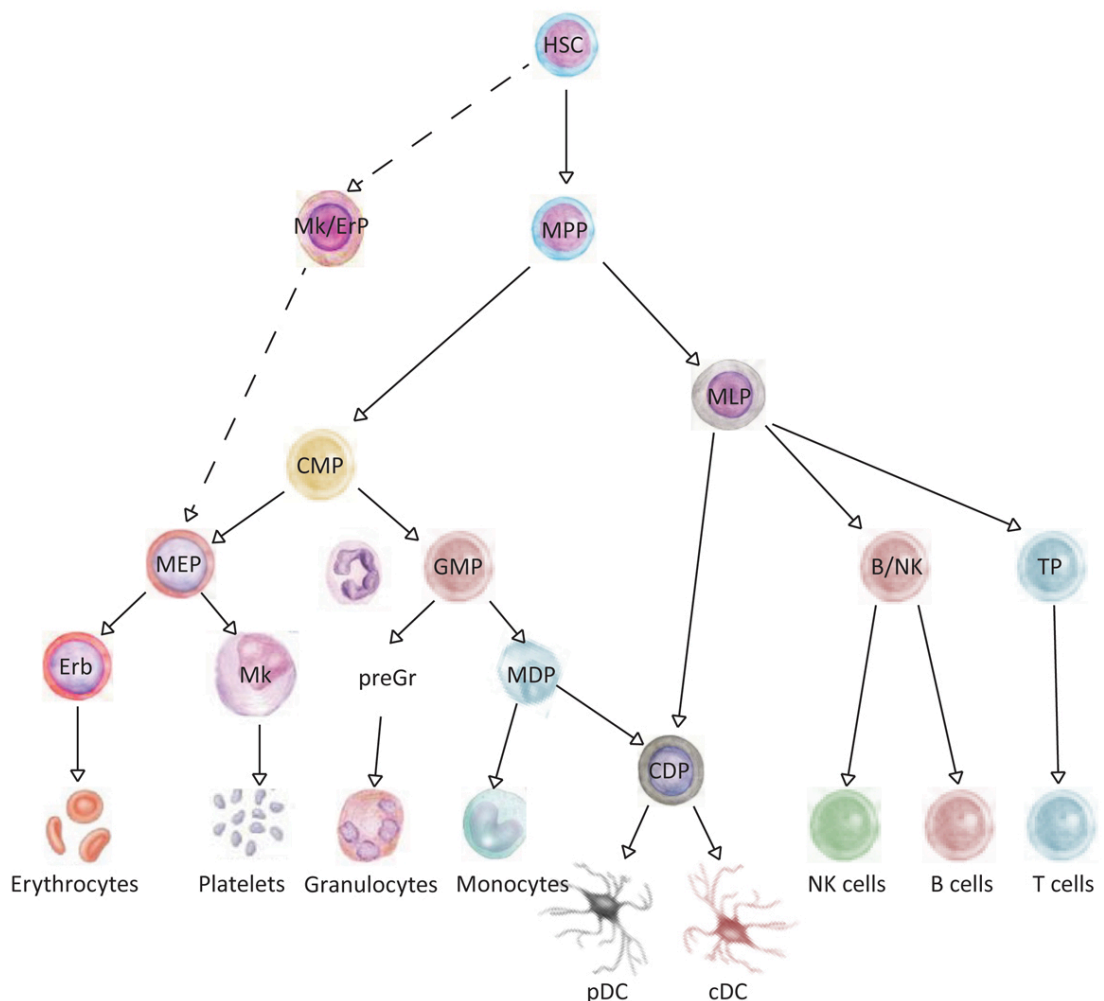 HSC
Mk/ErP
MPP
MLP
CMP
MEP
GMP
B/NK
TP
Erb
Mk
preGr
MDP
CDP
Erythrocytes
Platelets
Granulocytes
Monocytes
NK cells
B cells
T cells
pDC
cDC